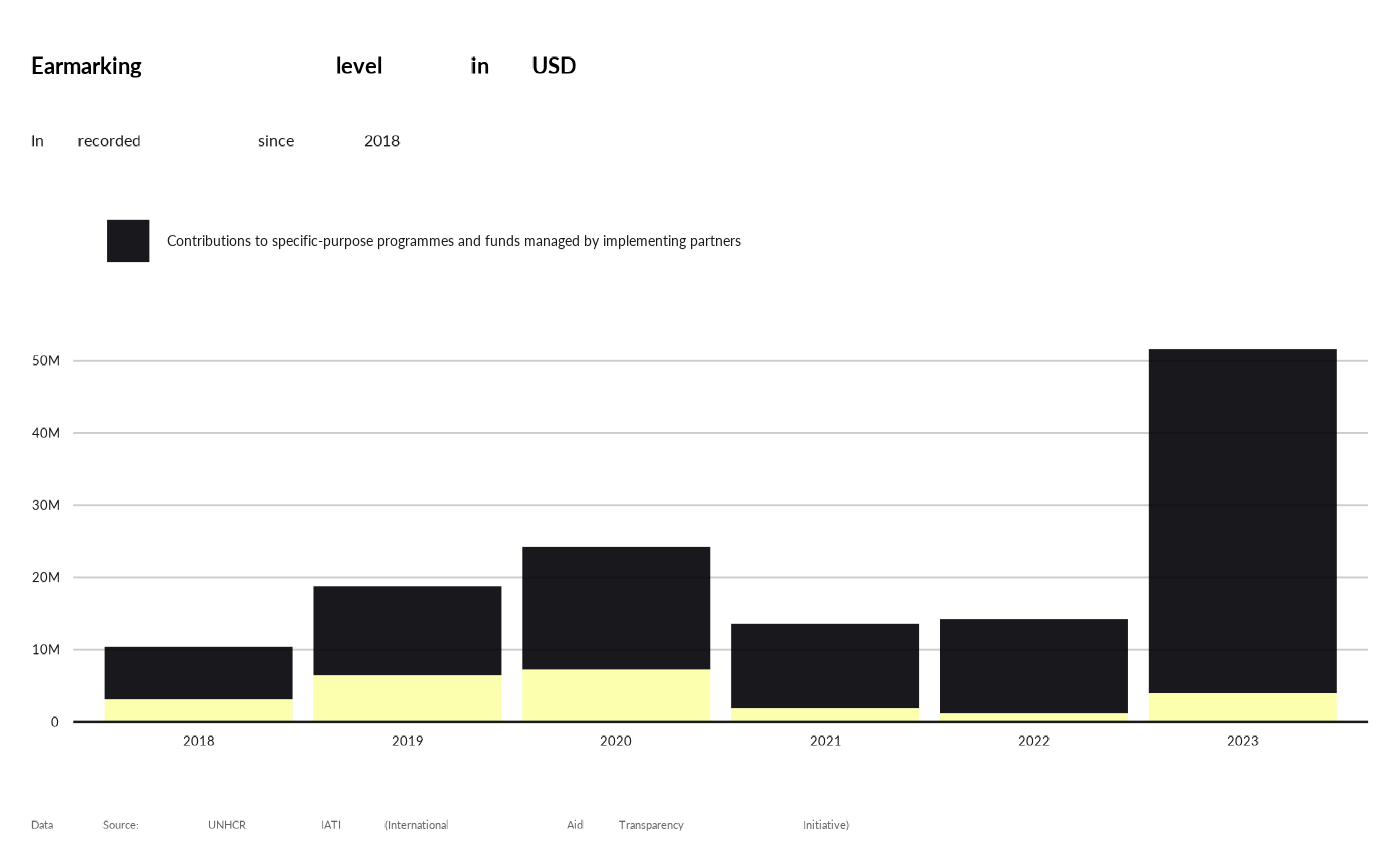 Earmarking level in USD
In recorded since 2018
Contributions to specific-purpose programmes and funds managed by implementing partners
50M
40M
30M
20M
10M
0
2018 2019 2020 2021 2022 2023
Data Source: UNHCR IATI (International Aid Transparency Initiative)